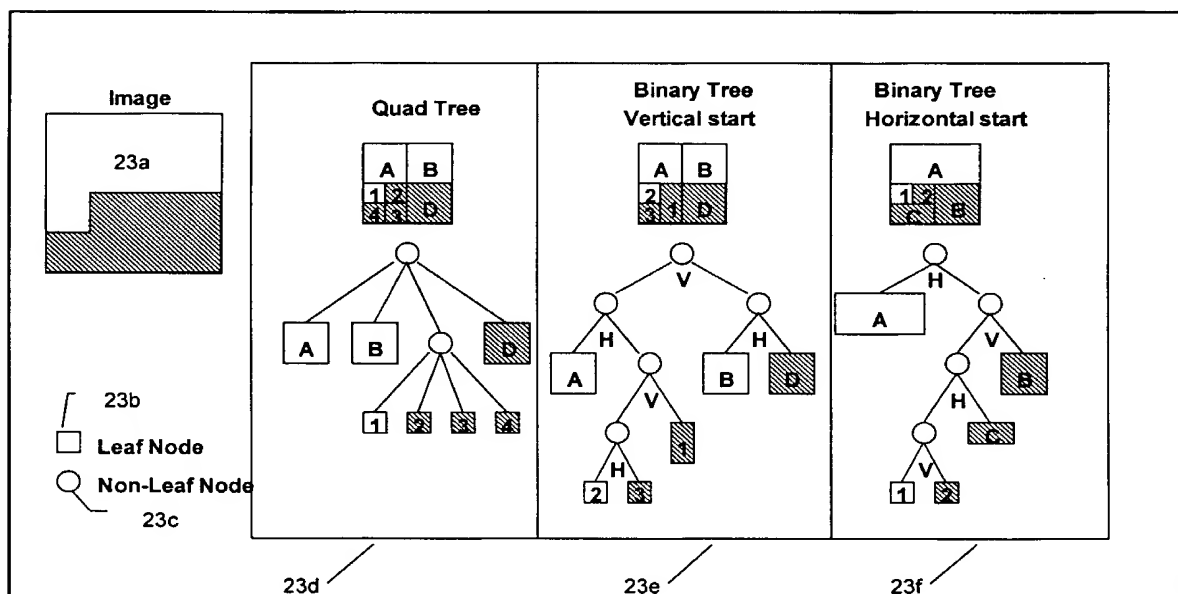 Image
23a
23b
Leaf Node
Non-Leaf Node
23c
Quad Tree
A B
1 2
4 3 D
A B D
1 2 3 4
23d
Binary Tree
Vertical start
A B
2
3 1 D
V
H H
A B D
V
1
H
2 3
23e
Binary Tree
Horizontal start
A
1 2
C B
H
A
V
B
H
C
V
1 2
23f